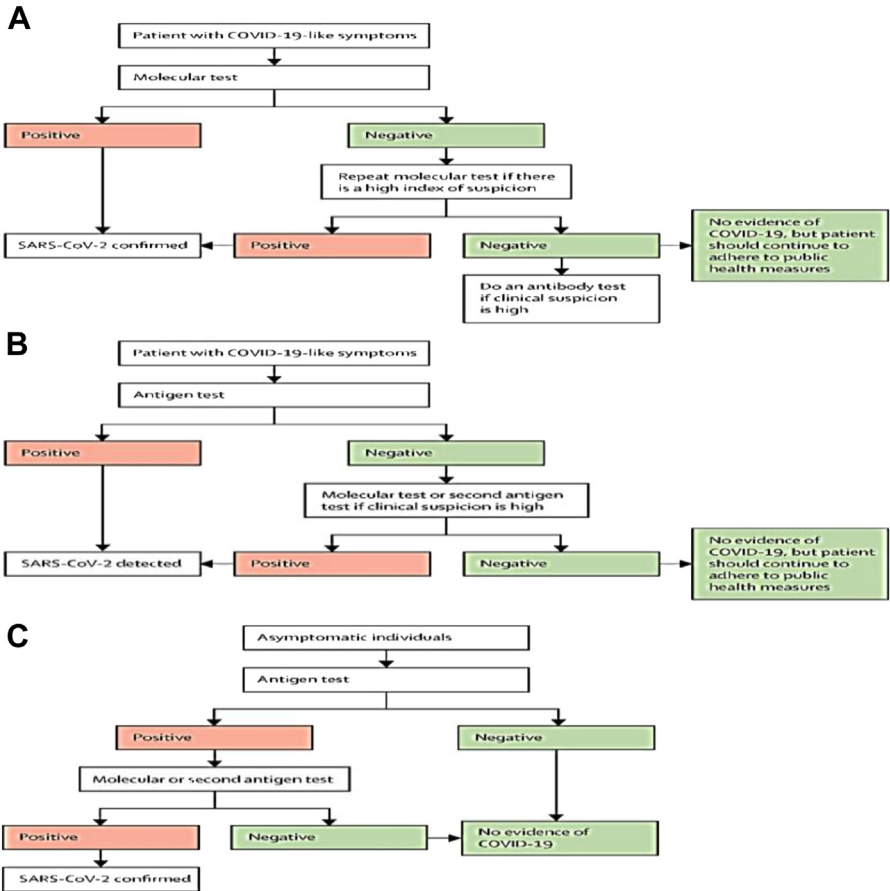 A
Patient with COVID-19-like symptoms
Molecular test
Positive
Negative
Repeat molecular test if there
is a high index of suspicion
SARS-CoV-2 confirmed
Positive
Negative
No evidence of
COVID-19, but patient
should continue to
adhere to public
health measures
Do an antibody test
if clinical suspicion
is high
B
Patient with COVID-19-like symptoms
Antigen test
Positive
Negative
Molecular test or second antigen
test if clinical suspicion is high
SARS-CoV-2 detected
Positive
Negative
No evidence of
COVID-19, but patient
should continue to
adhere to public
health measures
C
Asymptomatic individuals
Antigen test
Positive
Negative
Molecular or second antigen test
Positive
Negative
No evidence of
COVID-19
SARS-CoV-2 confirmed